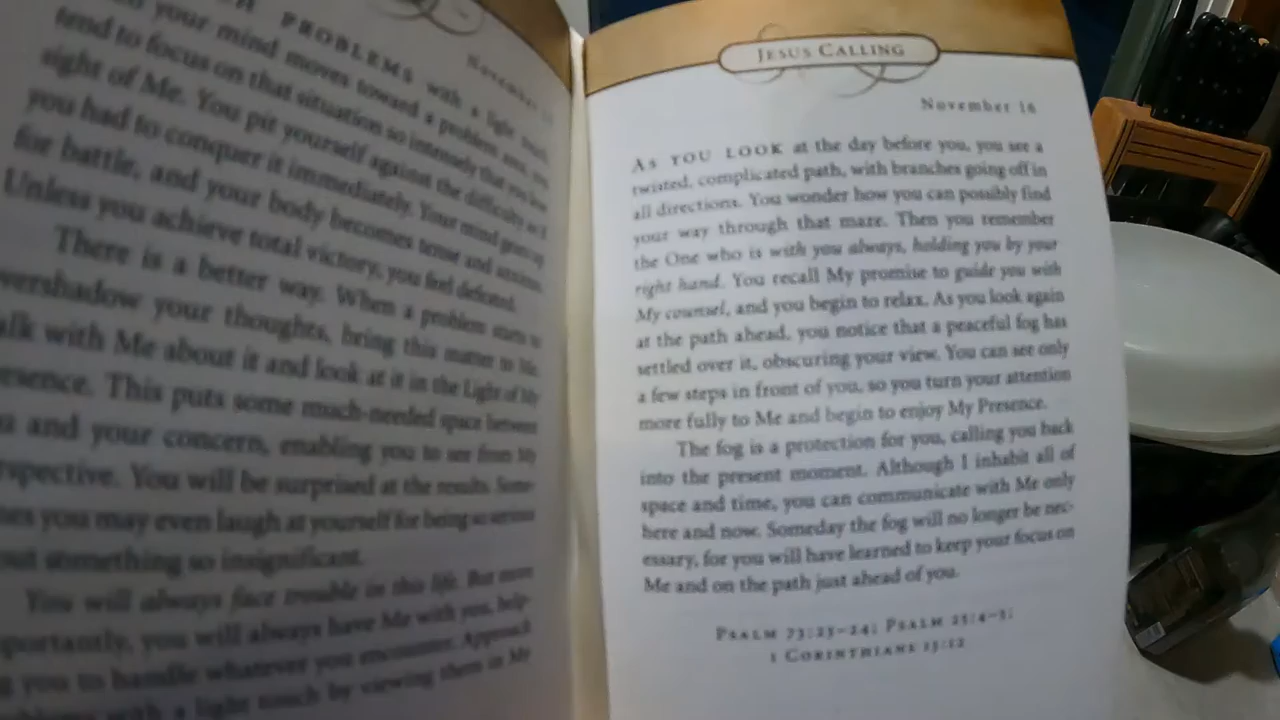 PROBLEMS with a light
your mind moves toward a problem
tend to focus on that situation so intensely that you
sight of Me. You pit yourself against the difficulty
you had to conquer it immediately. Your mind
for battle, and your body becomes tense and
Unless you achieve total victory, you feel defeated.
There is a better way. When a problem starts to
your thoughts, bring this matter to Me.
with Me about it and look at it in the Light of My
This puts some much-needed space between
and your concern, enabling you to see from My
You will be surprised at the results.
you may even laugh at yourself for being so serious
something so insignificant.
You will always face trouble in this life. But more
you will always have Me with you, help-
you to handle whatever you encounter. Approach
with a light touch by viewing them in My
JESUS CALLING
November 16
AS YOU LOOK at the day before you, you see a
twisted, complicated path, with branches going off in
all directions. You wonder how you can possibly find
your way through that maze. Then you remember
the One who is with you always, holding you by your
right hand. You recall My promise to guide you with
My counsel, and you begin to relax. As you look again
at the path ahead, you notice that a peaceful fog has
settled over it, obscuring your view. You can see only
a few steps in front of you, so you turn your attention
more fully to Me and begin to enjoy My Presence.
The fog is a protection for you, calling you back
into the present moment. Although I inhabit all of
space and time, you can communicate with Me only
here and now. Someday the fog will no longer be nec-
essary, for you will have learned to keep your focus on
Me and on the path just ahead of you.
PSALM 73:23–24; PSALM 25:4–5;
1 CORINTHIANS 13:12